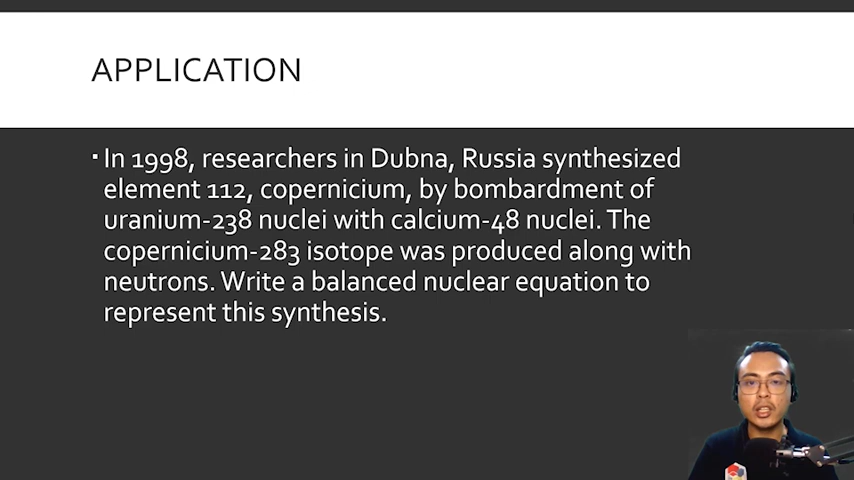 APPLICATION
▪ In 1998, researchers in Dubna, Russia synthesized
element 112, copernicium, by bombardment of
uranium-238 nuclei with calcium-48 nuclei. The
copernicium-283 isotope was produced along with
neutrons. Write a balanced nuclear equation to
represent this synthesis.